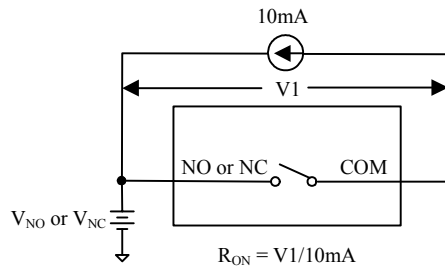 10mA
V1
NO or NC COM
V_NO or V_NC
R_ON = V1/10mA